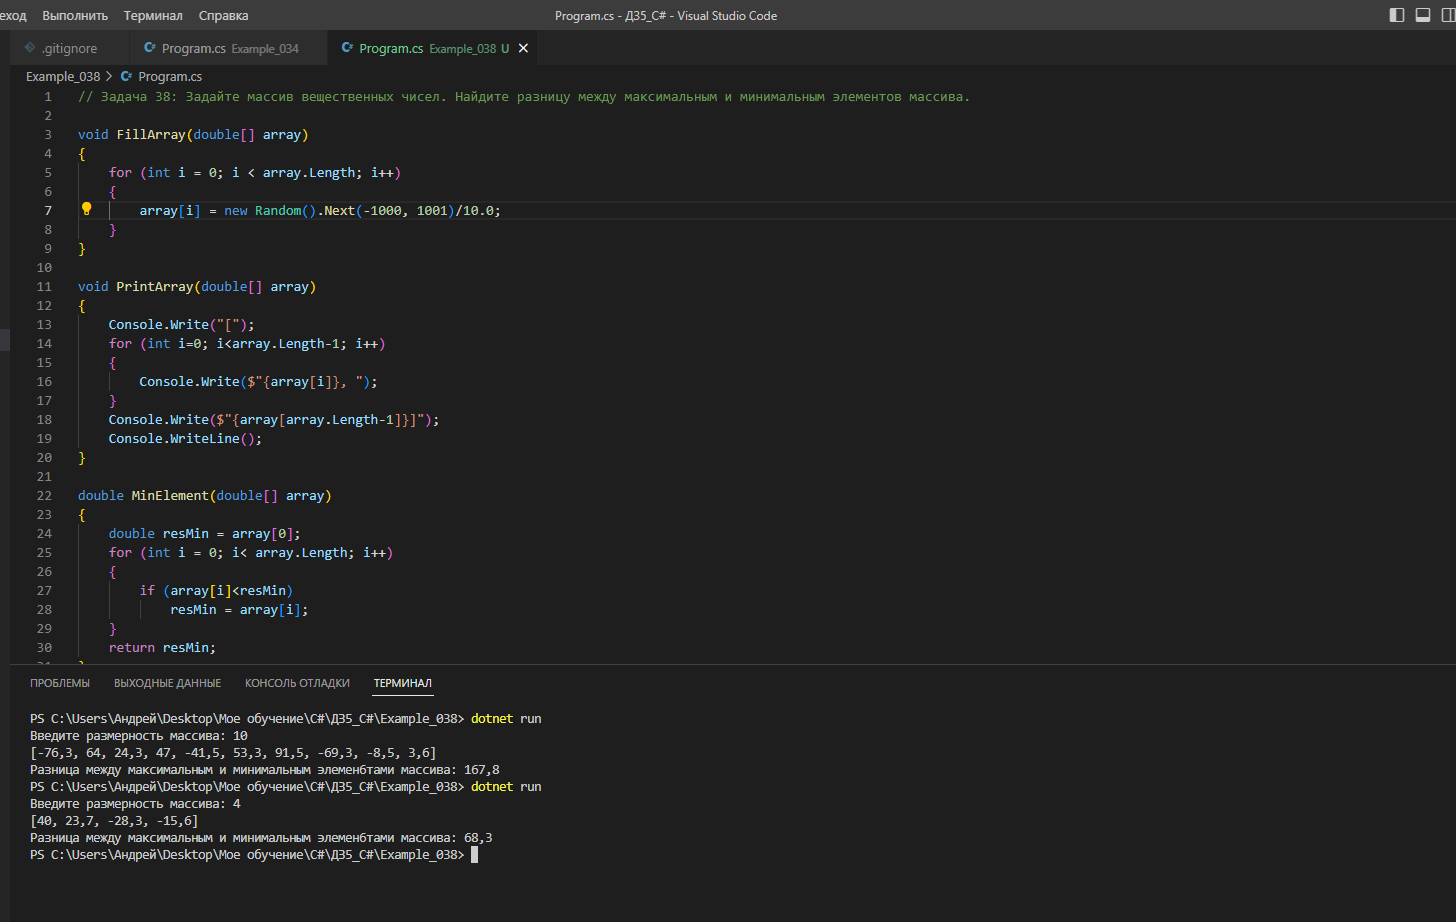 еход Выполнить Терминал Справка Program.cs - ДЗ5_C# - Visual Studio Code
.gitignore Program.cs Example_034 Program.cs Example_038 U
Example_038 > Program.cs
1 // Задача 38: Задайте массив вещественных чисел. Найдите разницу между максимальным и минимальным элементов массива.
2
3 void FillArray(double[] array)
4 {
5 for (int i = 0; i < array.Length; i++)
6 {
7 array[i] = new Random().Next(-1000, 1001)/10.0;
8 }
9 }
10
11 void PrintArray(double[] array)
12 {
13 Console.Write("[");
14 for (int i=0; i<array.Length-1; i++)
15 {
16 Console.Write($"{array[i]}, ");
17 }
18 Console.Write($"{array[array.Length-1]}]");
19 Console.WriteLine();
20 }
21
22 double MinElement(double[] array)
23 {
24 double resMin = array[0];
25 for (int i = 0; i< array.Length; i++)
26 {
27 if (array[i]<resMin)
28 resMin = array[i];
29 }
30 return resMin;
ПРОБЛЕМЫ ВЫХОДНЫЕ ДАННЫЕ КОНСОЛЬ ОТЛАДКИ ТЕРМИНАЛ
PS C:\Users\Андрей\Desktop\Мое обучение\C#\ДЗ5_C#\Example_038> dotnet run
Введите размерность массива: 10
[-76,3, 64, 24,3, 47, -41,5, 53,3, 91,5, -69,3, -8,5, 3,6]
Разница между максимальным и минимальным элеменбтами массива: 167,8
PS C:\Users\Андрей\Desktop\Мое обучение\C#\ДЗ5_C#\Example_038> dotnet run
Введите размерность массива: 4
[40, 23,7, -28,3, -15,6]
Разница между максимальным и минимальным элеменбтами массива: 68,3
PS C:\Users\Андрей\Desktop\Мое обучение\C#\ДЗ5_C#\Example_038>